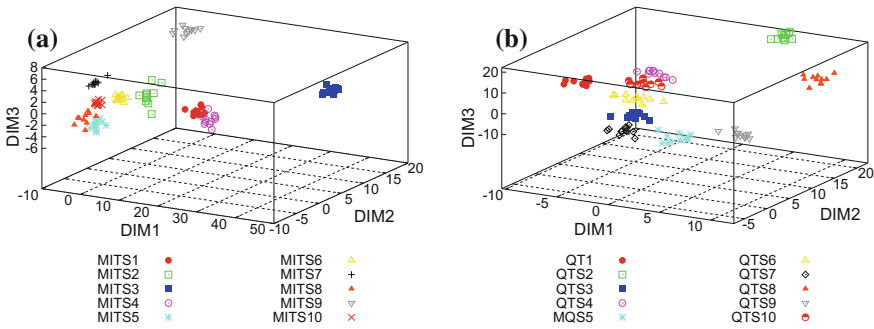 (a)
DIM3
8
6
4
2
0
-2
-4
-6
-10
0
10
20
30
40
50
DIM1
-10
-5
0
5
10
15
20
DIM2
MITS1
MITS2
MITS3
MITS4
MITS5
MITS6
MITS7
MITS8
MITS9
MITS10
(b)
DIM3
20
10
0
-10
-10
-5
0
5
10
DIM1
-5
0
5
10
15
20
DIM2
QT1
QTS2
QTS3
QTS4
MQS5
QTS6
QTS7
QTS8
QTS9
QTS10